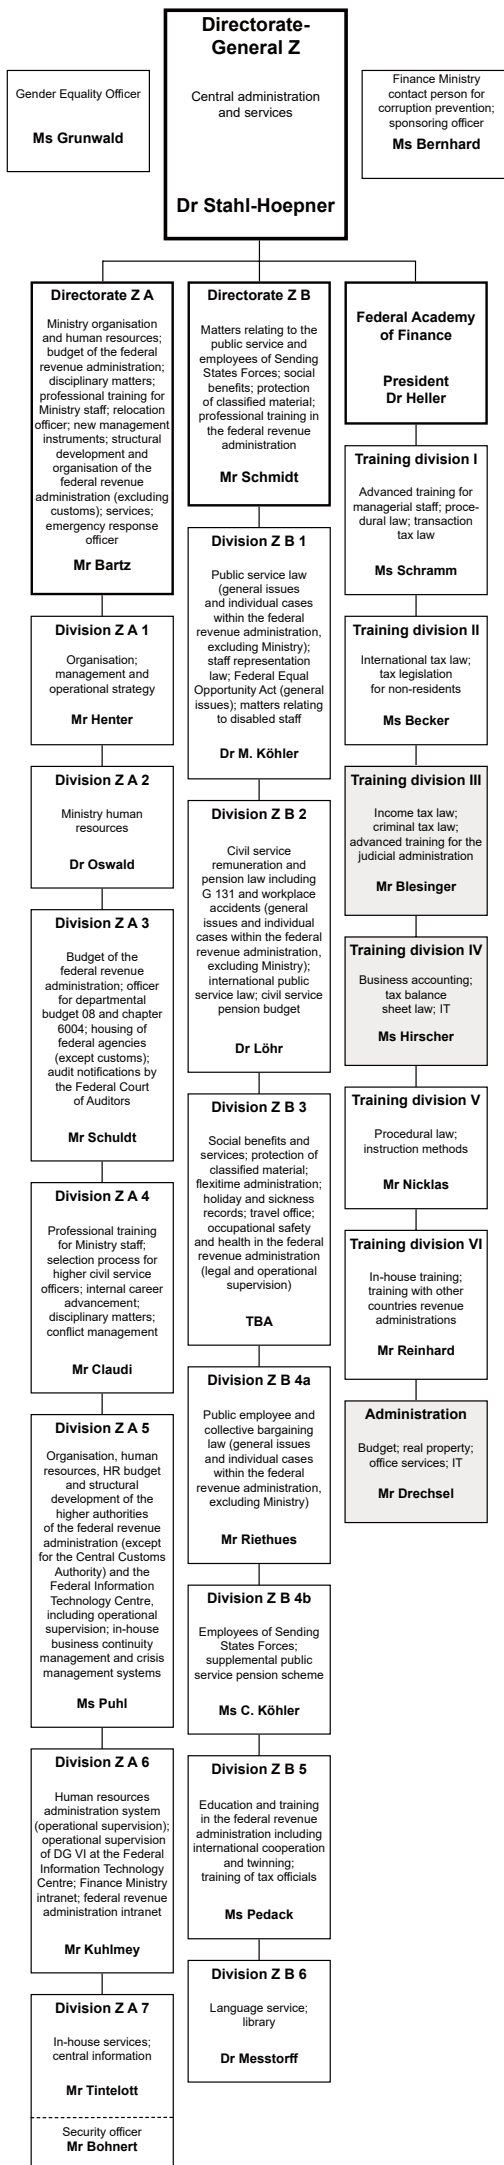 Directorate-
General Z
Central administration
and services
Dr Stahl-Hoepner
Gender Equality Officer
Ms Grunwald
Finance Ministry
contact person for
corruption prevention;
sponsoring officer
Ms Bernhard
Directorate Z A
Ministry organisation
and human resources;
budget of the federal
revenue administration;
disciplinary matters;
professional training for
Ministry staff; relocation
officer; new management
instruments; structural
development and
organisation of the
federal revenue
administration (excluding
customs); services;
emergency response
officer
Mr Bartz
Division Z A 1
Organisation;
management and
operational strategy
Mr Henter
Division Z A 2
Ministry human
resources
Dr Oswald
Division Z A 3
Budget of the
federal revenue
administration; officer
for departmental
budget 08 and chapter
6004; housing of
federal agencies
(except customs);
audit notifications by
the Federal Court
of Auditors
Mr Schuldt
Division Z A 4
Professional training
for Ministry staff;
selection process for
higher civil service
officers; internal career
advancement;
disciplinary matters;
conflict management
Mr Claudi
Division Z A 5
Organisation, human
resources, HR budget
and structural
development of the
higher authorities
of the federal revenue
administration (except
for the Central Customs
Authority) and the
Federal Information
Technology Centre,
including operational
supervision; in-house
business continuity
management and crisis
management systems
Ms Puhl
Division Z A 6
Human resources
administration system
(operational supervision);
operational supervision
of DG VI at the Federal
Information Technology
Centre; Finance Ministry
intranet; federal revenue
administration intranet
Mr Kuhlmey
Division Z A 7
In-house services;
central information
Mr Tintelott
Security officer
Mr Bohnert
Directorate Z B
Matters relating to the
public service and
employees of Sending
States Forces; social
benefits; protection
of classified material;
professional training in
the federal revenue
administration
Mr Schmidt
Division Z B 1
Public service law
(general issues
and individual cases
within the federal
revenue administration,
excluding Ministry);
staff representation
law; Federal Equal
Opportunity Act (general
issues); matters relating
to disabled staff
Dr M. Köhler
Division Z B 2
Civil service
remuneration and
pension law including
G 131 and workplace
accidents (general
issues and individual
cases within the federal
revenue administration,
excluding Ministry);
international public
service law; civil service
pension budget
Dr Löhr
Division Z B 3
Social benefits and
services; protection of
classified material;
flexitime administration;
holiday and sickness
records; travel office;
occupational safety
and health in the federal
revenue administration
(legal and operational
supervision)
TBA
Division Z B 4a
Public employee and
collective bargaining
law (general issues
and individual cases
within the federal
revenue administration,
excluding Ministry)
Mr Riethues
Division Z B 4b
Employees of Sending
States Forces;
supplemental public
service pension scheme
Ms C. Köhler
Division Z B 5
Education and training
in the federal revenue
administration including
international cooperation
and twinning;
training of tax officials
Ms Pedack
Division Z B 6
Language service;
library
Dr Messtorff
Federal Academy
of Finance
President
Dr Heller
Training division I
Advanced training for
managerial staff; proce-
dural law; transaction
tax law
Ms Schramm
Training division II
International tax law;
tax legislation
for non-residents
Ms Becker
Training division III
Income tax law;
criminal tax law;
advanced training for the
judicial administration
Mr Blesinger
Training division IV
Business accounting;
tax balance
sheet law; IT
Ms Hirscher
Training division V
Procedural law;
instruction methods
Mr Nicklas
Training division VI
In-house training;
training with other
countries revenue
administrations
Mr Reinhard
Administration
Budget; real property;
office services; IT
Mr Drechsel